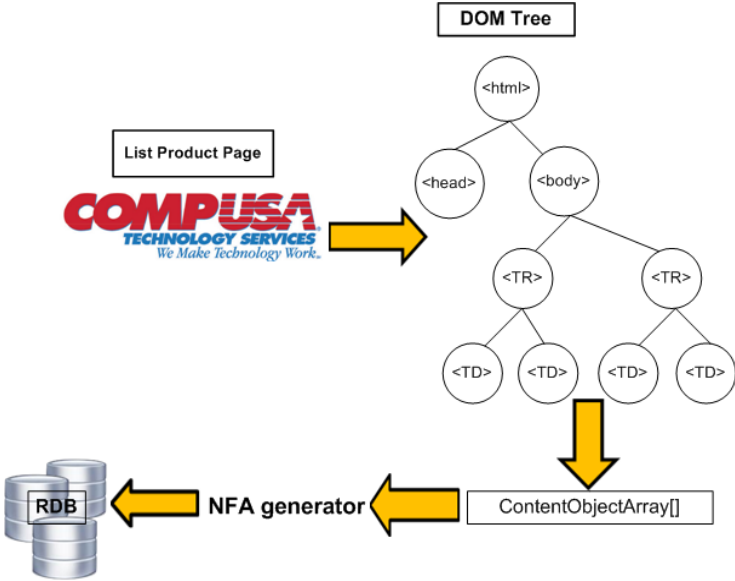 DOM Tree
<html>
List Product Page
<head>
<body>
COMPUSA
TECHNOLOGY SERVICES
We Make Technology Work
<TR>
<TR>
<TD>
<TD>
<TD>
<TD>
RDB
NFA generator
ContentObjectArray[]